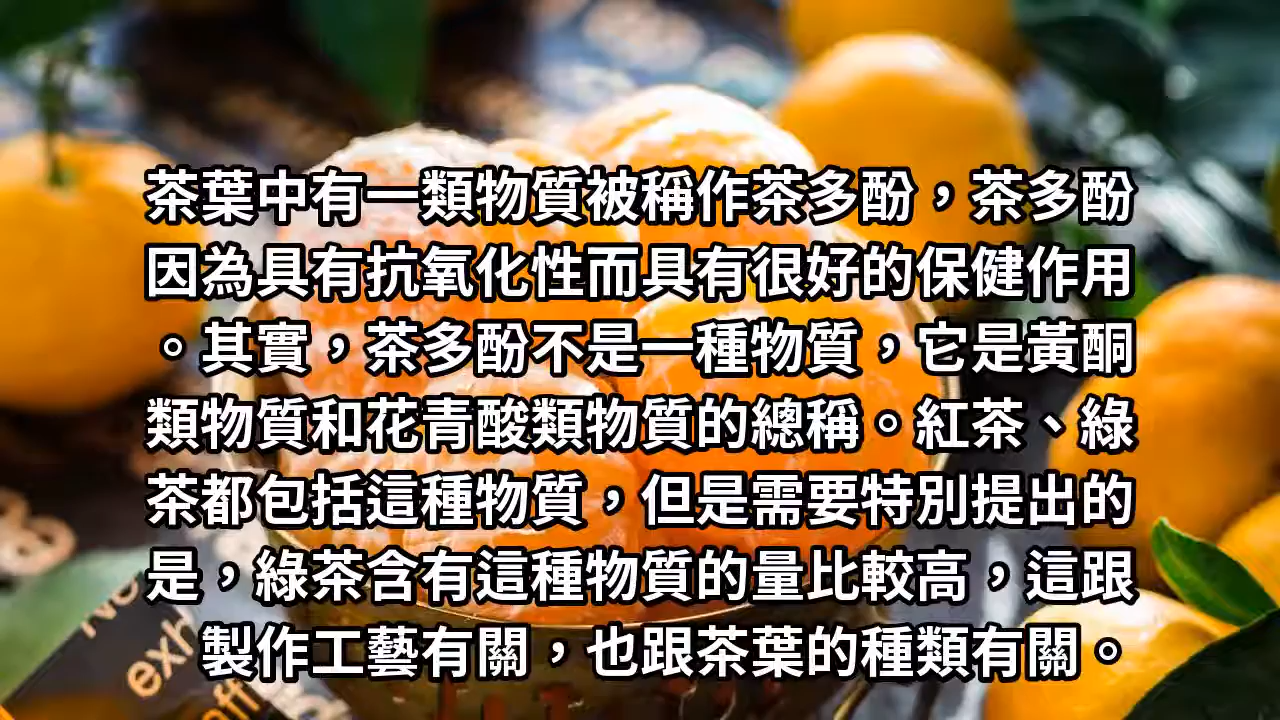 茶葉中有一類物質被稱作茶多酚，茶多酚
因為具有抗氧化性而具有很好的保健作用
。其實，茶多酚不是一種物質，它是黃酮
類物質和花青酸類物質的總稱。紅茶、綠
茶都包括這種物質，但是需要特別提出的
是，綠茶含有這種物質的量比較高，這跟
製作工藝有關，也跟茶葉的種類有關。
exh